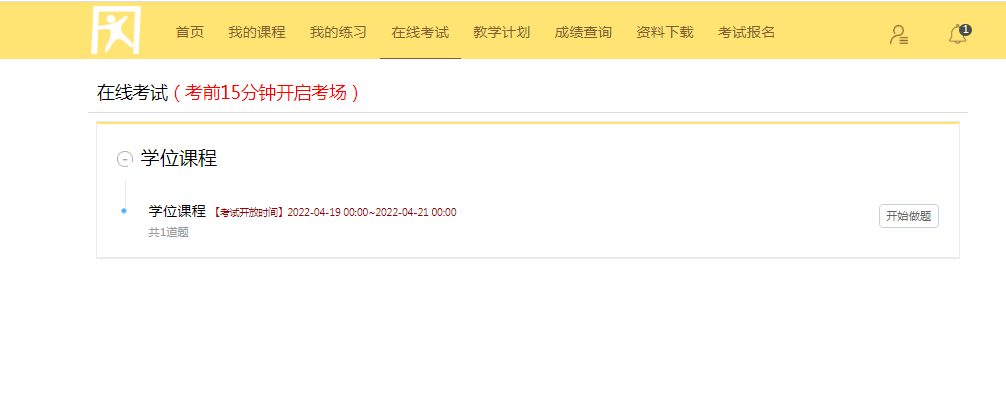 首页 我的课程 我的练习 在线考试 教学计划 成绩查询 资料下载 考试报名 1
在线考试（考前15分钟开启考场）
学位课程
学位课程 【考试开放时间】2022-04-19 00:00~2022-04-21 00:00
共1道题
开始做题